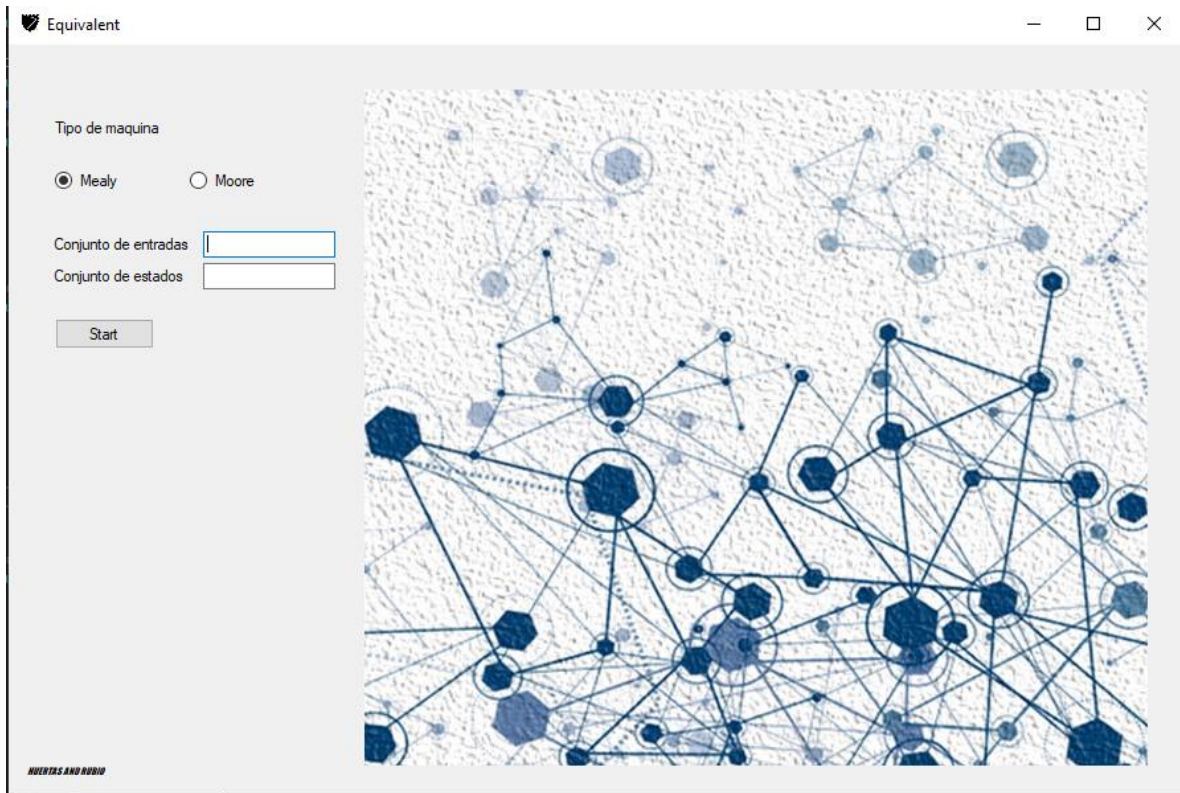 Equivalent
Tipo de maquina
Mealy Moore
Conjunto de entradas
Conjunto de estados
Start
HUERTAS AND RUBIO